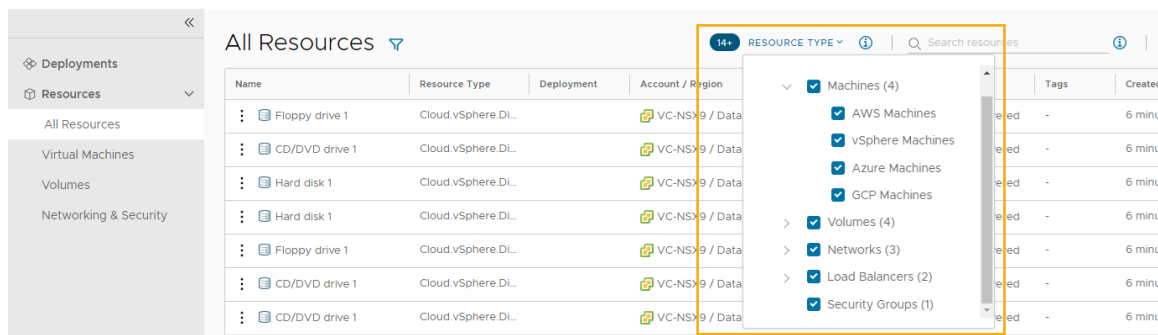 «
Deployments
Resources
All Resources
Virtual Machines
Volumes
Networking & Security
All Resources
14+ RESOURCE TYPE
Search resources
Name Resource Type Deployment Account / Region Tags Created
Floppy drive 1 Cloud.vSphere.Di... VC-NSX9 / Data - 6 minu
CD/DVD drive 1 Cloud.vSphere.Di... VC-NSX9 / Data - 6 minu
Hard disk 1 Cloud.vSphere.Di... VC-NSX9 / Data - 6 minu
Hard disk 1 Cloud.vSphere.Di... VC-NSX9 / Data - 6 minu
Floppy drive 1 Cloud.vSphere.Di... VC-NSX9 / Data - 6 minu
CD/DVD drive 1 Cloud.vSphere.Di... VC-NSX9 / Data - 6 minu
CD/DVD drive 1 Cloud.vSphere.Di... VC-NSX9 / Data - 6 minu
Machines (4)
AWS Machines
vSphere Machines
Azure Machines
GCP Machines
Volumes (4)
Networks (3)
Load Balancers (2)
Security Groups (1)